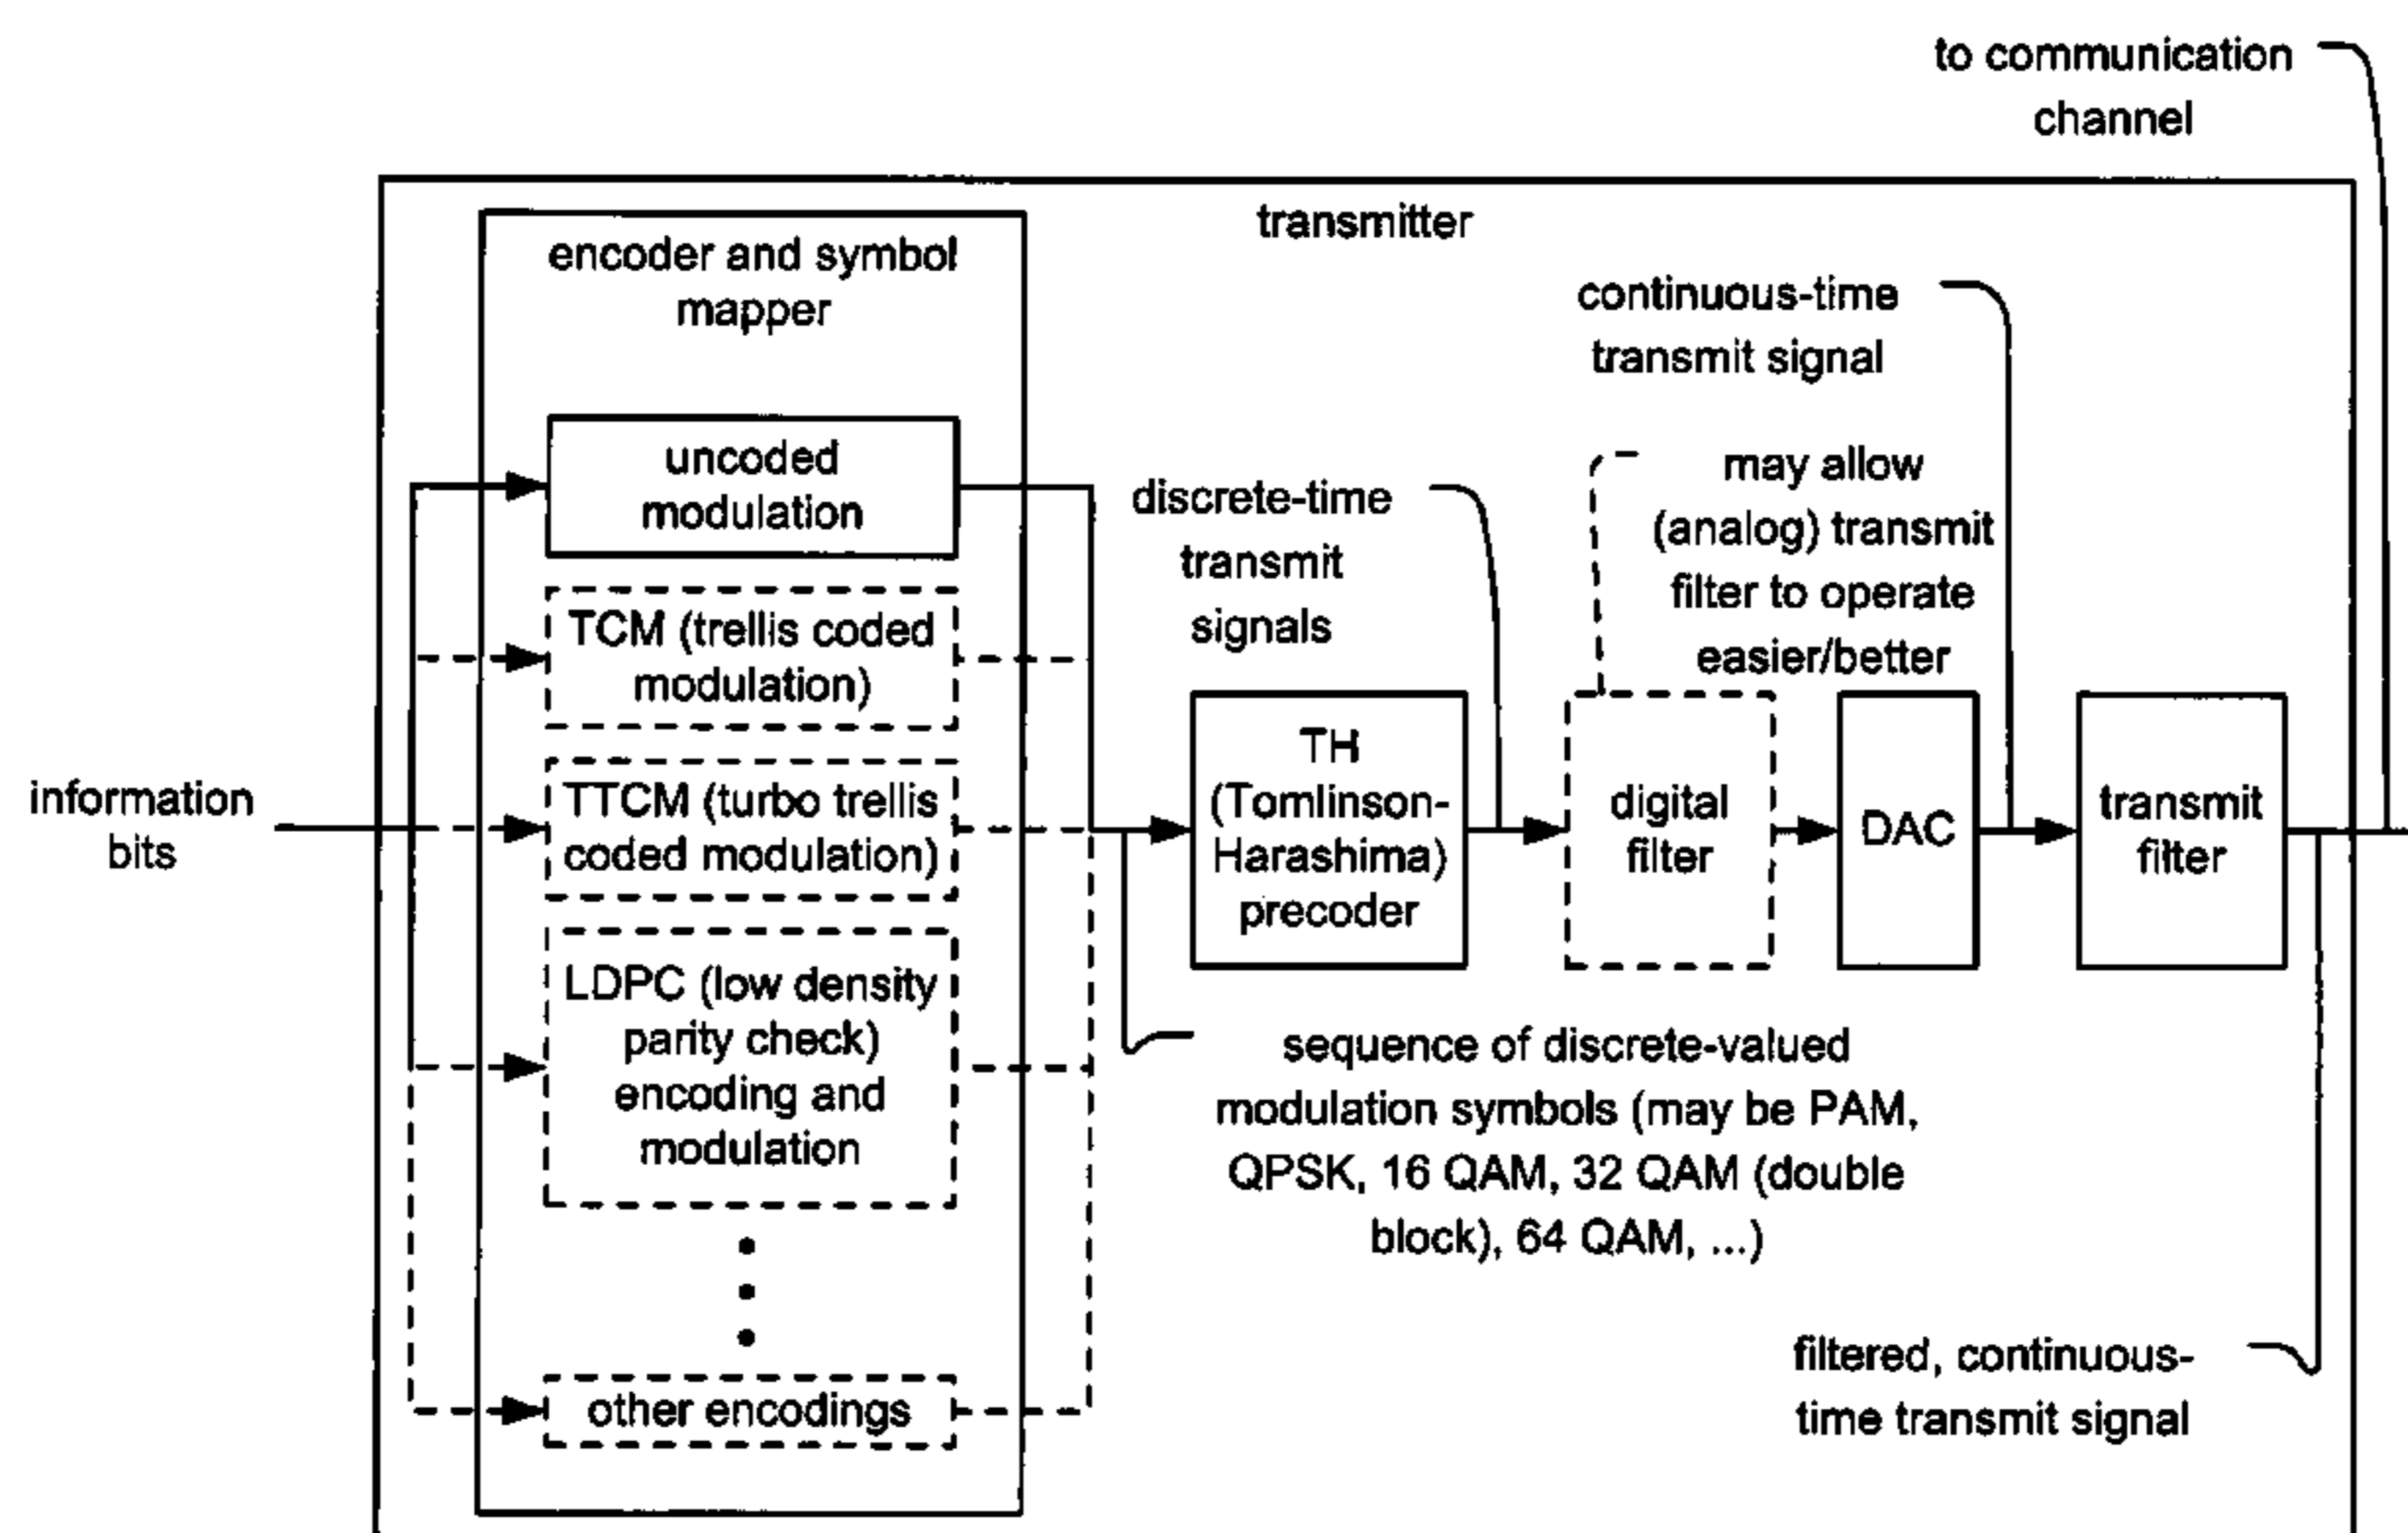 to communication
channel
transmitter
encoder and symbol
mapper
continuous-time
transmit signal
uncoded
modulation
discrete-time
transmit
signals
may allow
(analog) transmit
filter to operate
easier/better
TCM (trellis coded
modulation)
information
bits
TTCM (turbo trellis
coded modulation)
TH
(Tomlinson-
Harashima)
precoder
digital
filter
DAC
transmit
filter
LDPC (low density
parity check)
encoding and
modulation
sequence of discrete-valued
modulation symbols (may be PAM,
QPSK, 16 QAM, 32 QAM (double
block), 64 QAM, ...)
other encodings
filtered, continuous-
time transmit signal